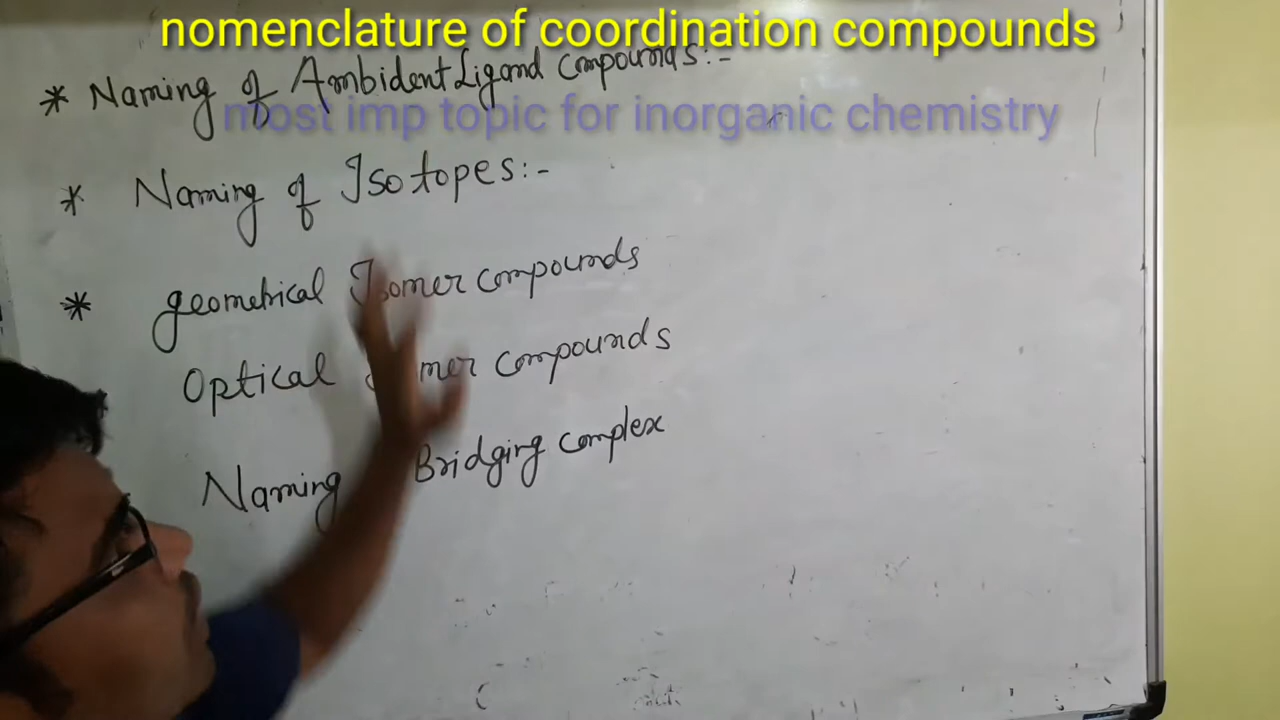 nomenclature of coordination compounds
* Naming of Ambident Ligand compounds:-
most imp topic for inorganic chemistry
* Naming of Isotopes:-
* geometrical Isomer compounds
Optical mer compounds
Naming Bridging complex